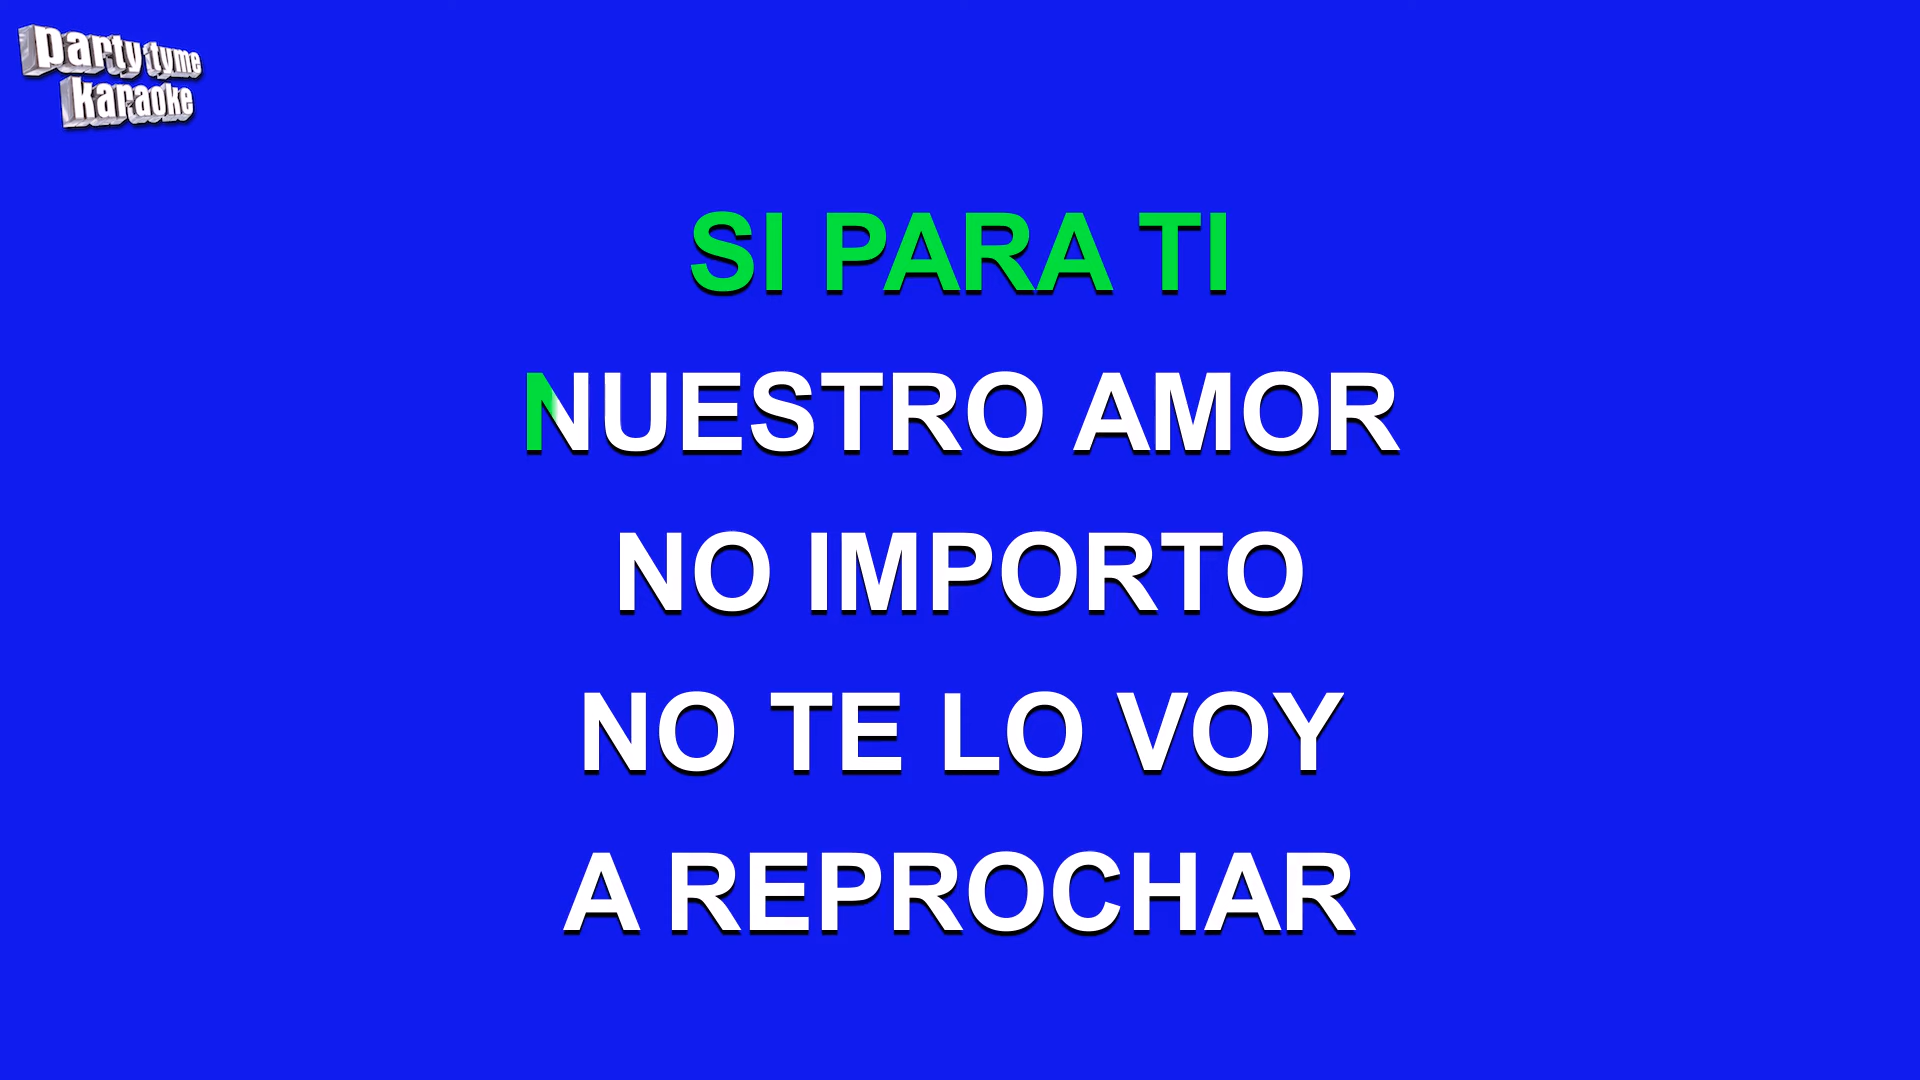 party tyme
karaoke
SI PARA TI
NUESTRO AMOR
NO IMPORTO
NO TE LO VOY
A REPROCHAR